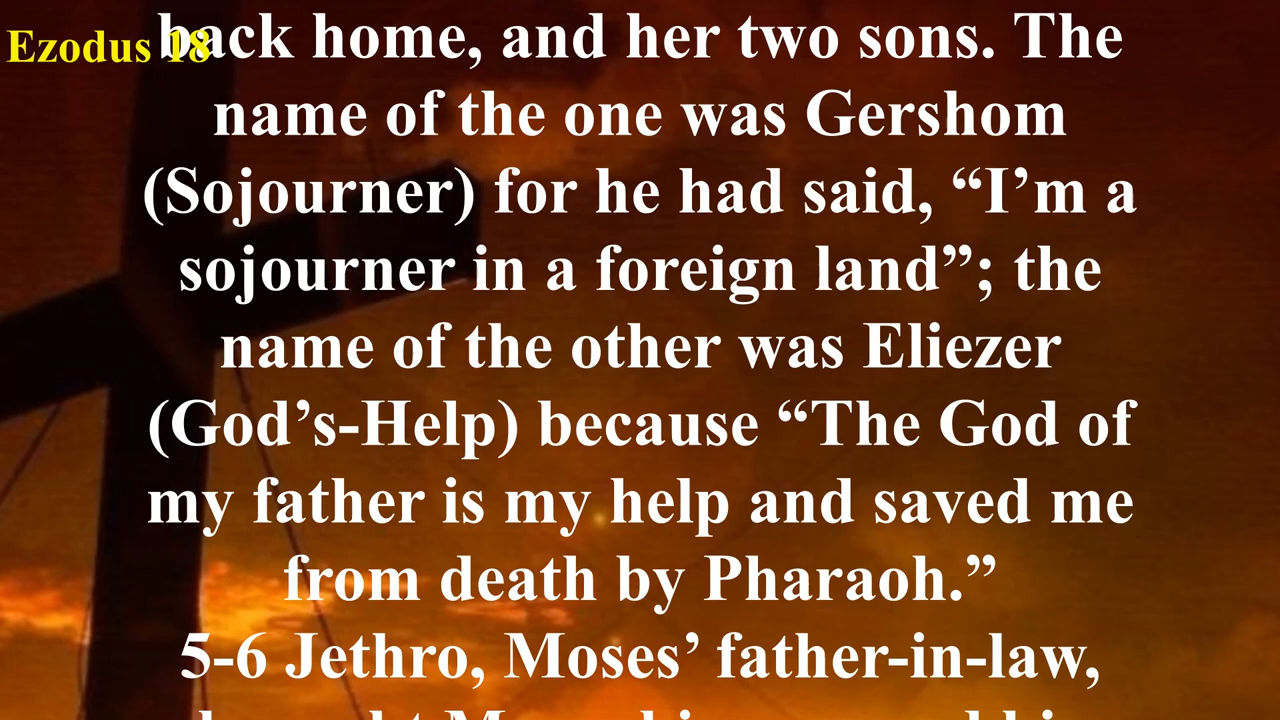 Ezodus 18
back home, and her two sons. The
name of the one was Gershom
(Sojourner) for he had said, “I’m a
sojourner in a foreign land”; the
name of the other was Eliezer
(God’s-Help) because “The God of
my father is my help and saved me
from death by Pharaoh.”
5-6 Jethro, Moses’ father-in-law,